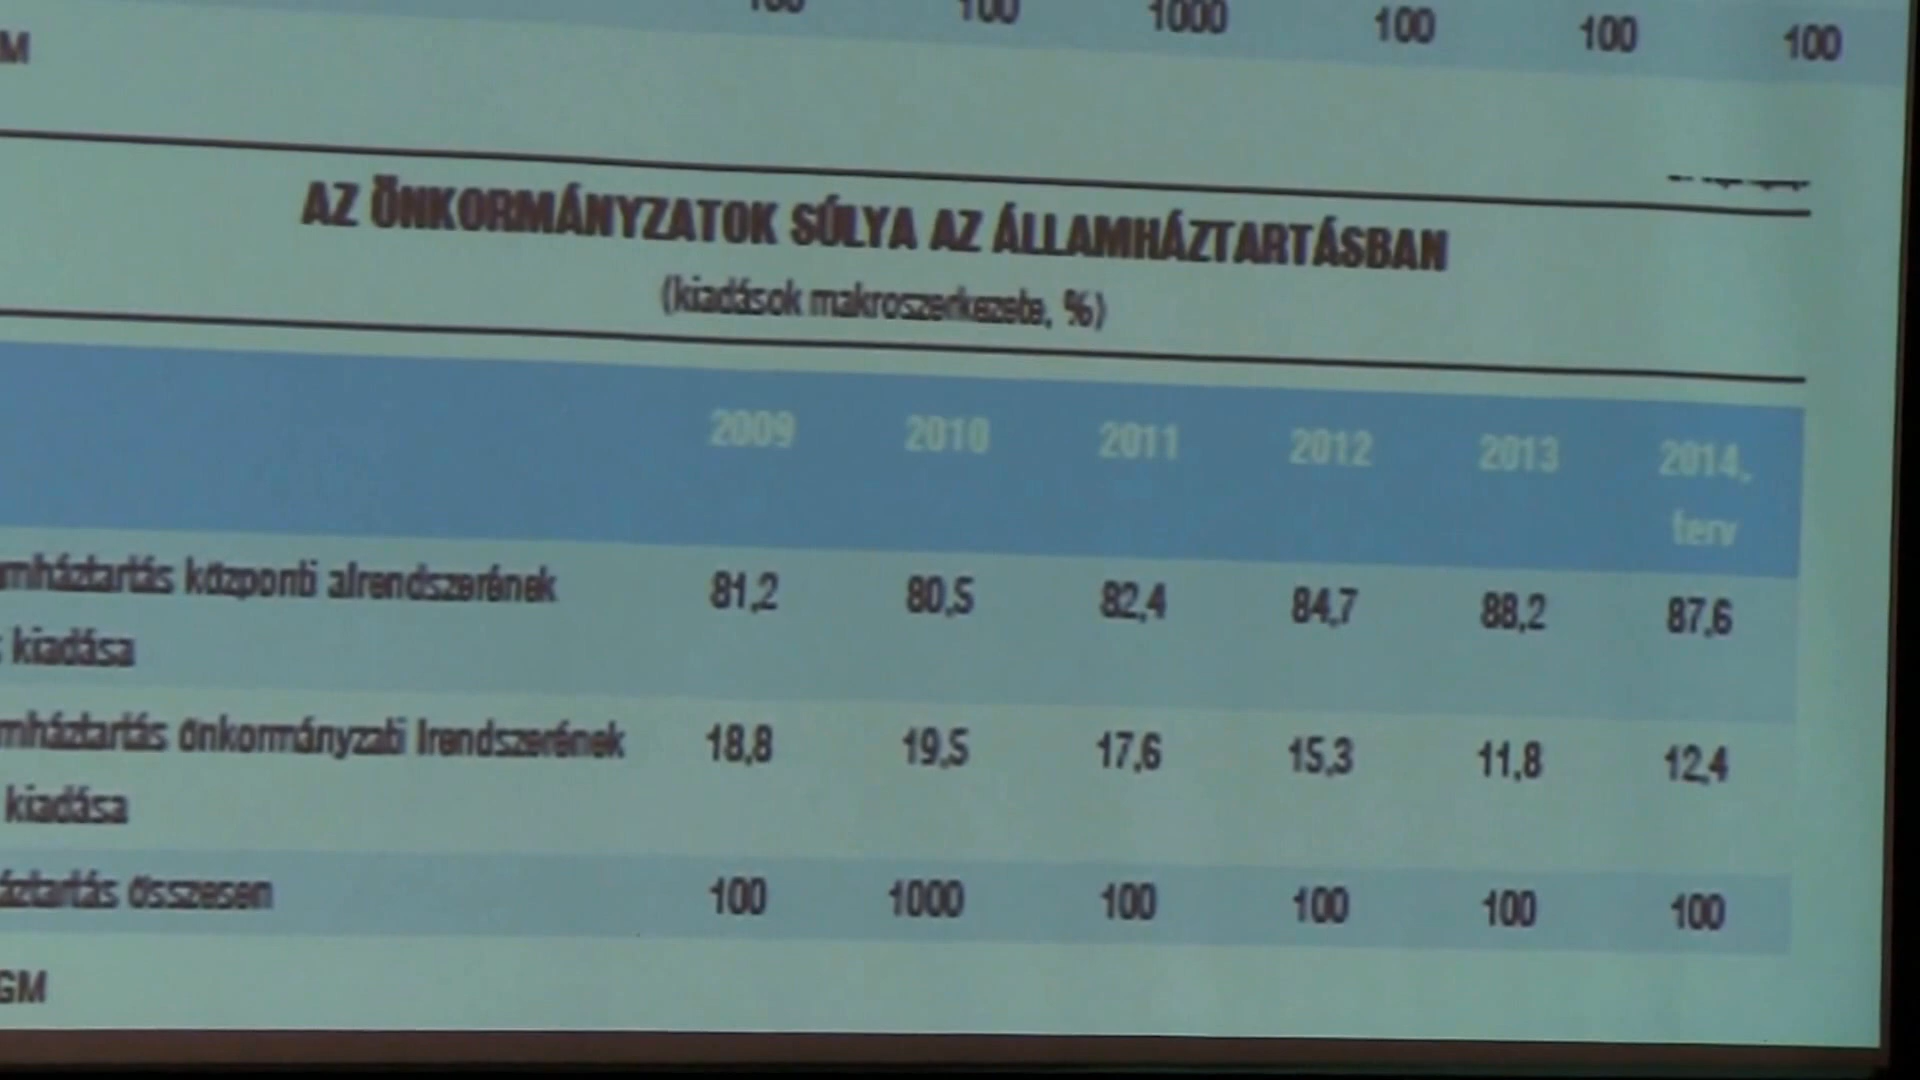 100 100 1000 100 100 100
M
AZ ÖNKORMÁNYZATOK SÚLYA AZ ÁLLAMHÁZTARTÁSBAN
(kiadások makroszerkezete, %)
2009 2010 2011 2012 2013 2014.
terv
mháztartás központi alrendszerének 81,2 80,5 82,4 84,7 88,2 87,6
kiadása
mháztartás önkormányzati lrendszerének 18,8 19,5 17,6 15,3 11,8 12,4
kiadása
áztartás összesen 100 1000 100 100 100 100
GM